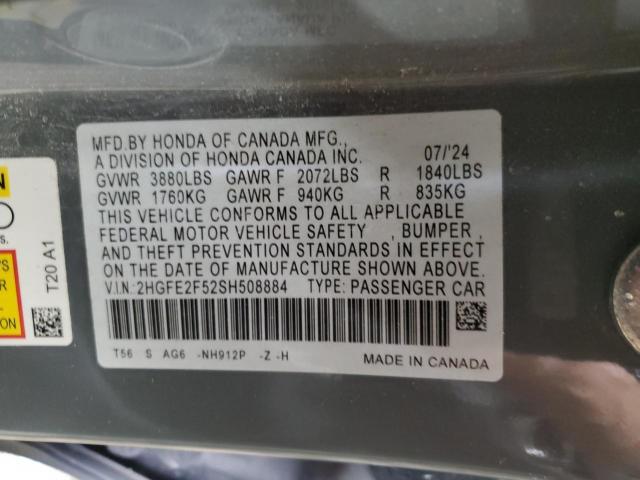 MFD.BY HONDA OF CANADA MFG.,
A DIVISION OF HONDA CANADA INC. 07/'24
GVWR 3880LBS GAWR F 2072LBS R 1840LBS
GVWR 1760KG GAWR F 940KG R 835KG
THIS VEHICLE CONFORMS TO ALL APPLICABLE
FEDERAL MOTOR VEHICLE SAFETY , BUMPER ,
AND THEFT PREVENTION STANDARDS IN EFFECT
ON THE DATE OF MANUFACTURE SHOWN ABOVE.
V.I.N:2HGFE2F52SH508884 TYPE: PASSENGER CAR
T56 S AG6 -NH912P -Z -H
MADE IN CANADA
T20 A1